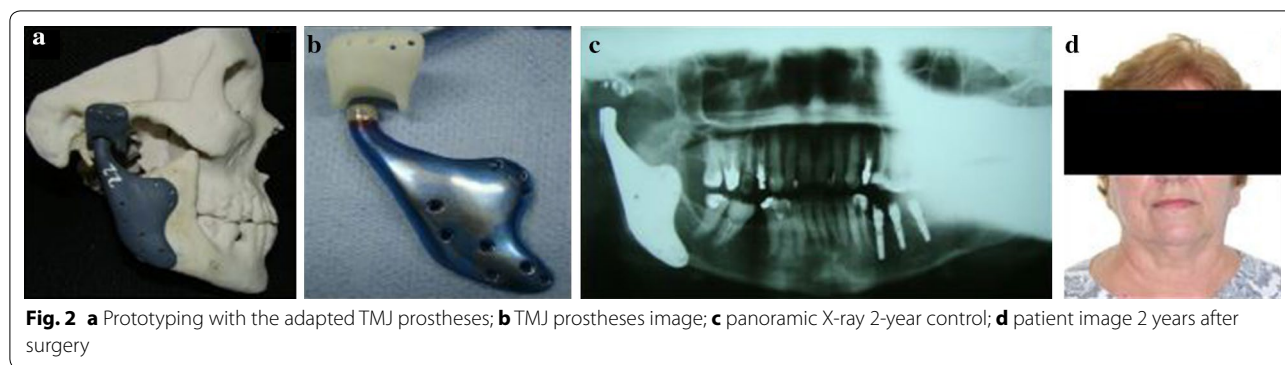 a
b
c
d
22
Fig. 2 a Prototyping with the adapted TMJ prostheses; b TMJ prostheses image; c panoramic X-ray 2-year control; d patient image 2 years after
surgery